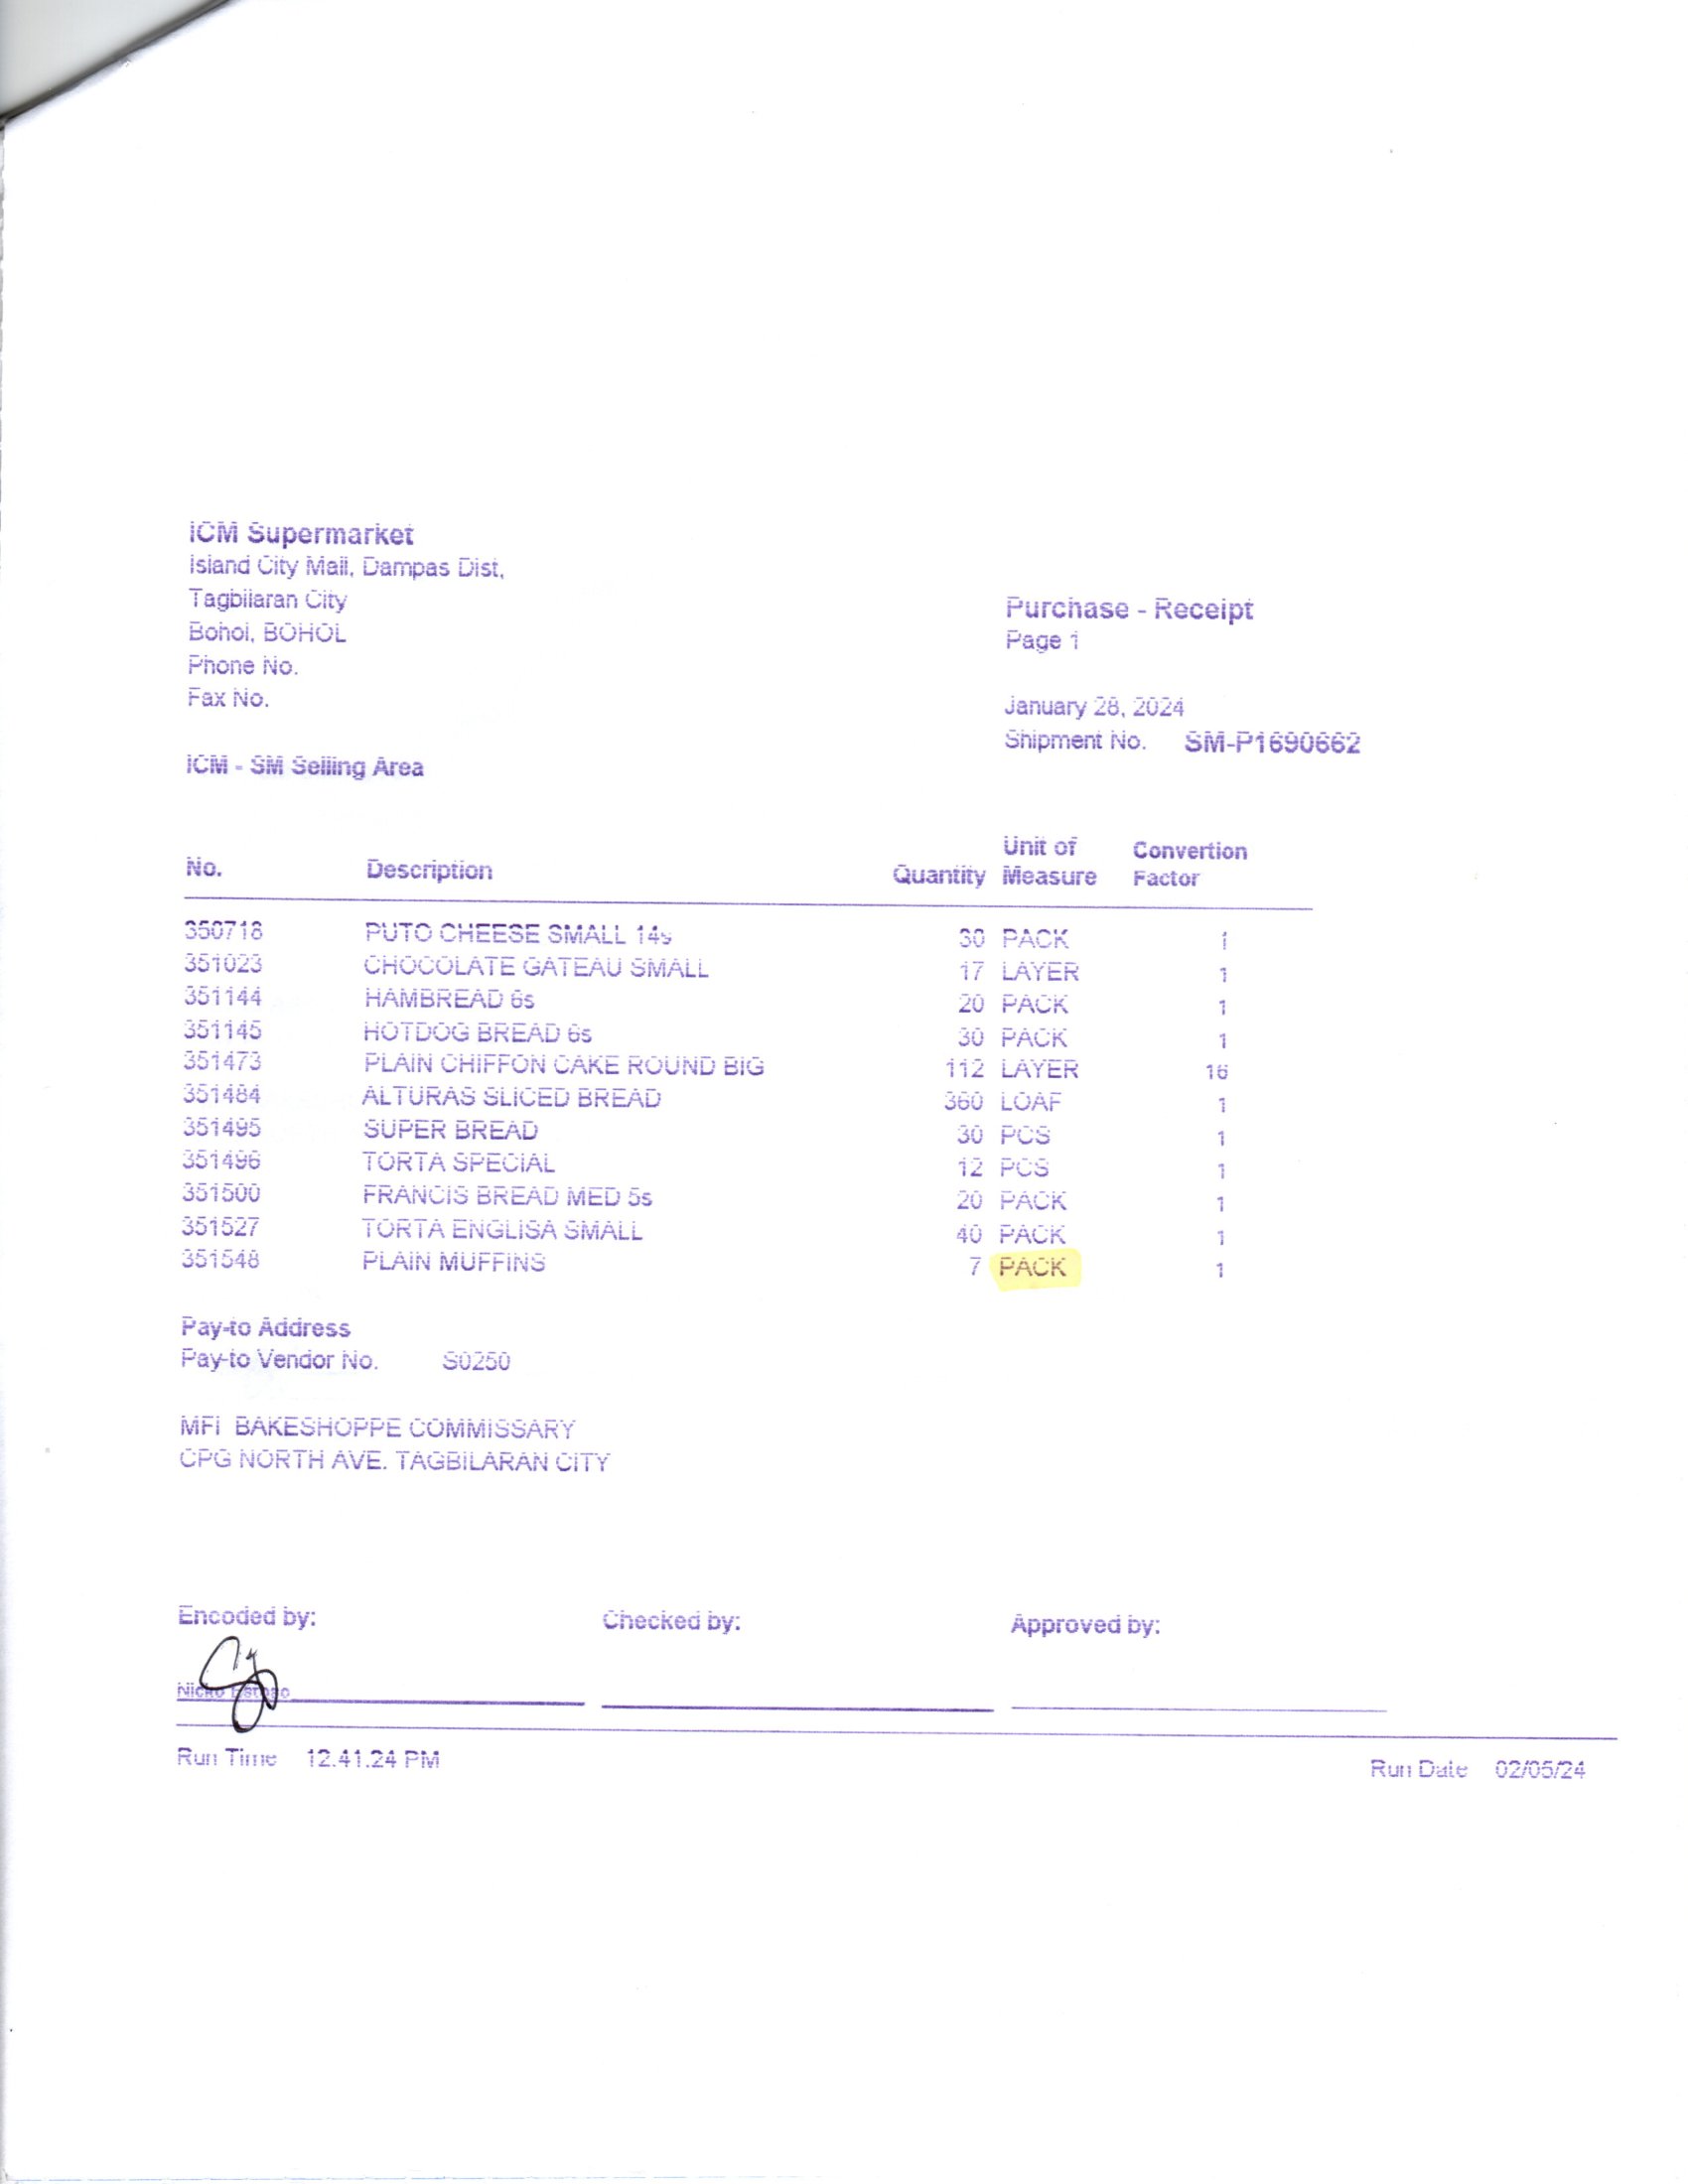 ICM Supermarket
Island City Mall, Dampas Dist,
Tagbilaran City
Bohol, BOHOL
Phone No.
Fax No.
Purchase - Receipt
Page 1
January 28, 2024
Shipment No. SM-P1690662
ICM - SM Selling Area
No. Description Quantity Unit of Measure Convertion Factor
350718 PUTO CHEESE SMALL 14s 30 PACK 1
351023 CHOCOLATE GATEAU SMALL 17 LAYER 1
351144 HAMBREAD 6s 20 PACK 1
351145 HOTDOG BREAD 6s 30 PACK 1
351473 PLAIN CHIFFON CAKE ROUND BIG 112 LAYER 16
351484 ALTURAS SLICED BREAD 360 LOAF 1
351495 SUPER BREAD 30 PCS 1
351496 TORTA SPECIAL 12 PCS 1
351500 FRANCIS BREAD MED 5s 20 PACK 1
351527 TORTA ENGLISA SMALL 40 PACK 1
351548 PLAIN MUFFINS 7 PACK 1
Pay-to Address
Pay-to Vendor No. S0250
MFI BAKESHOPPE COMMISSARY
CPG NORTH AVE. TAGBILARAN CITY
Encoded by: Checked by: Approved by:
Nicko
Run Time 12.41.24 PM Run Date 02/05/24